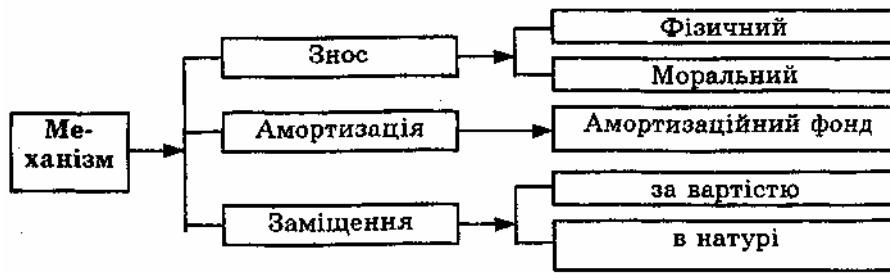 Фізичний
Знос
Моральний
Ме-
ханізм
Амортизація
Амортизаційний фонд
за вартістю
Заміщення
в натурі